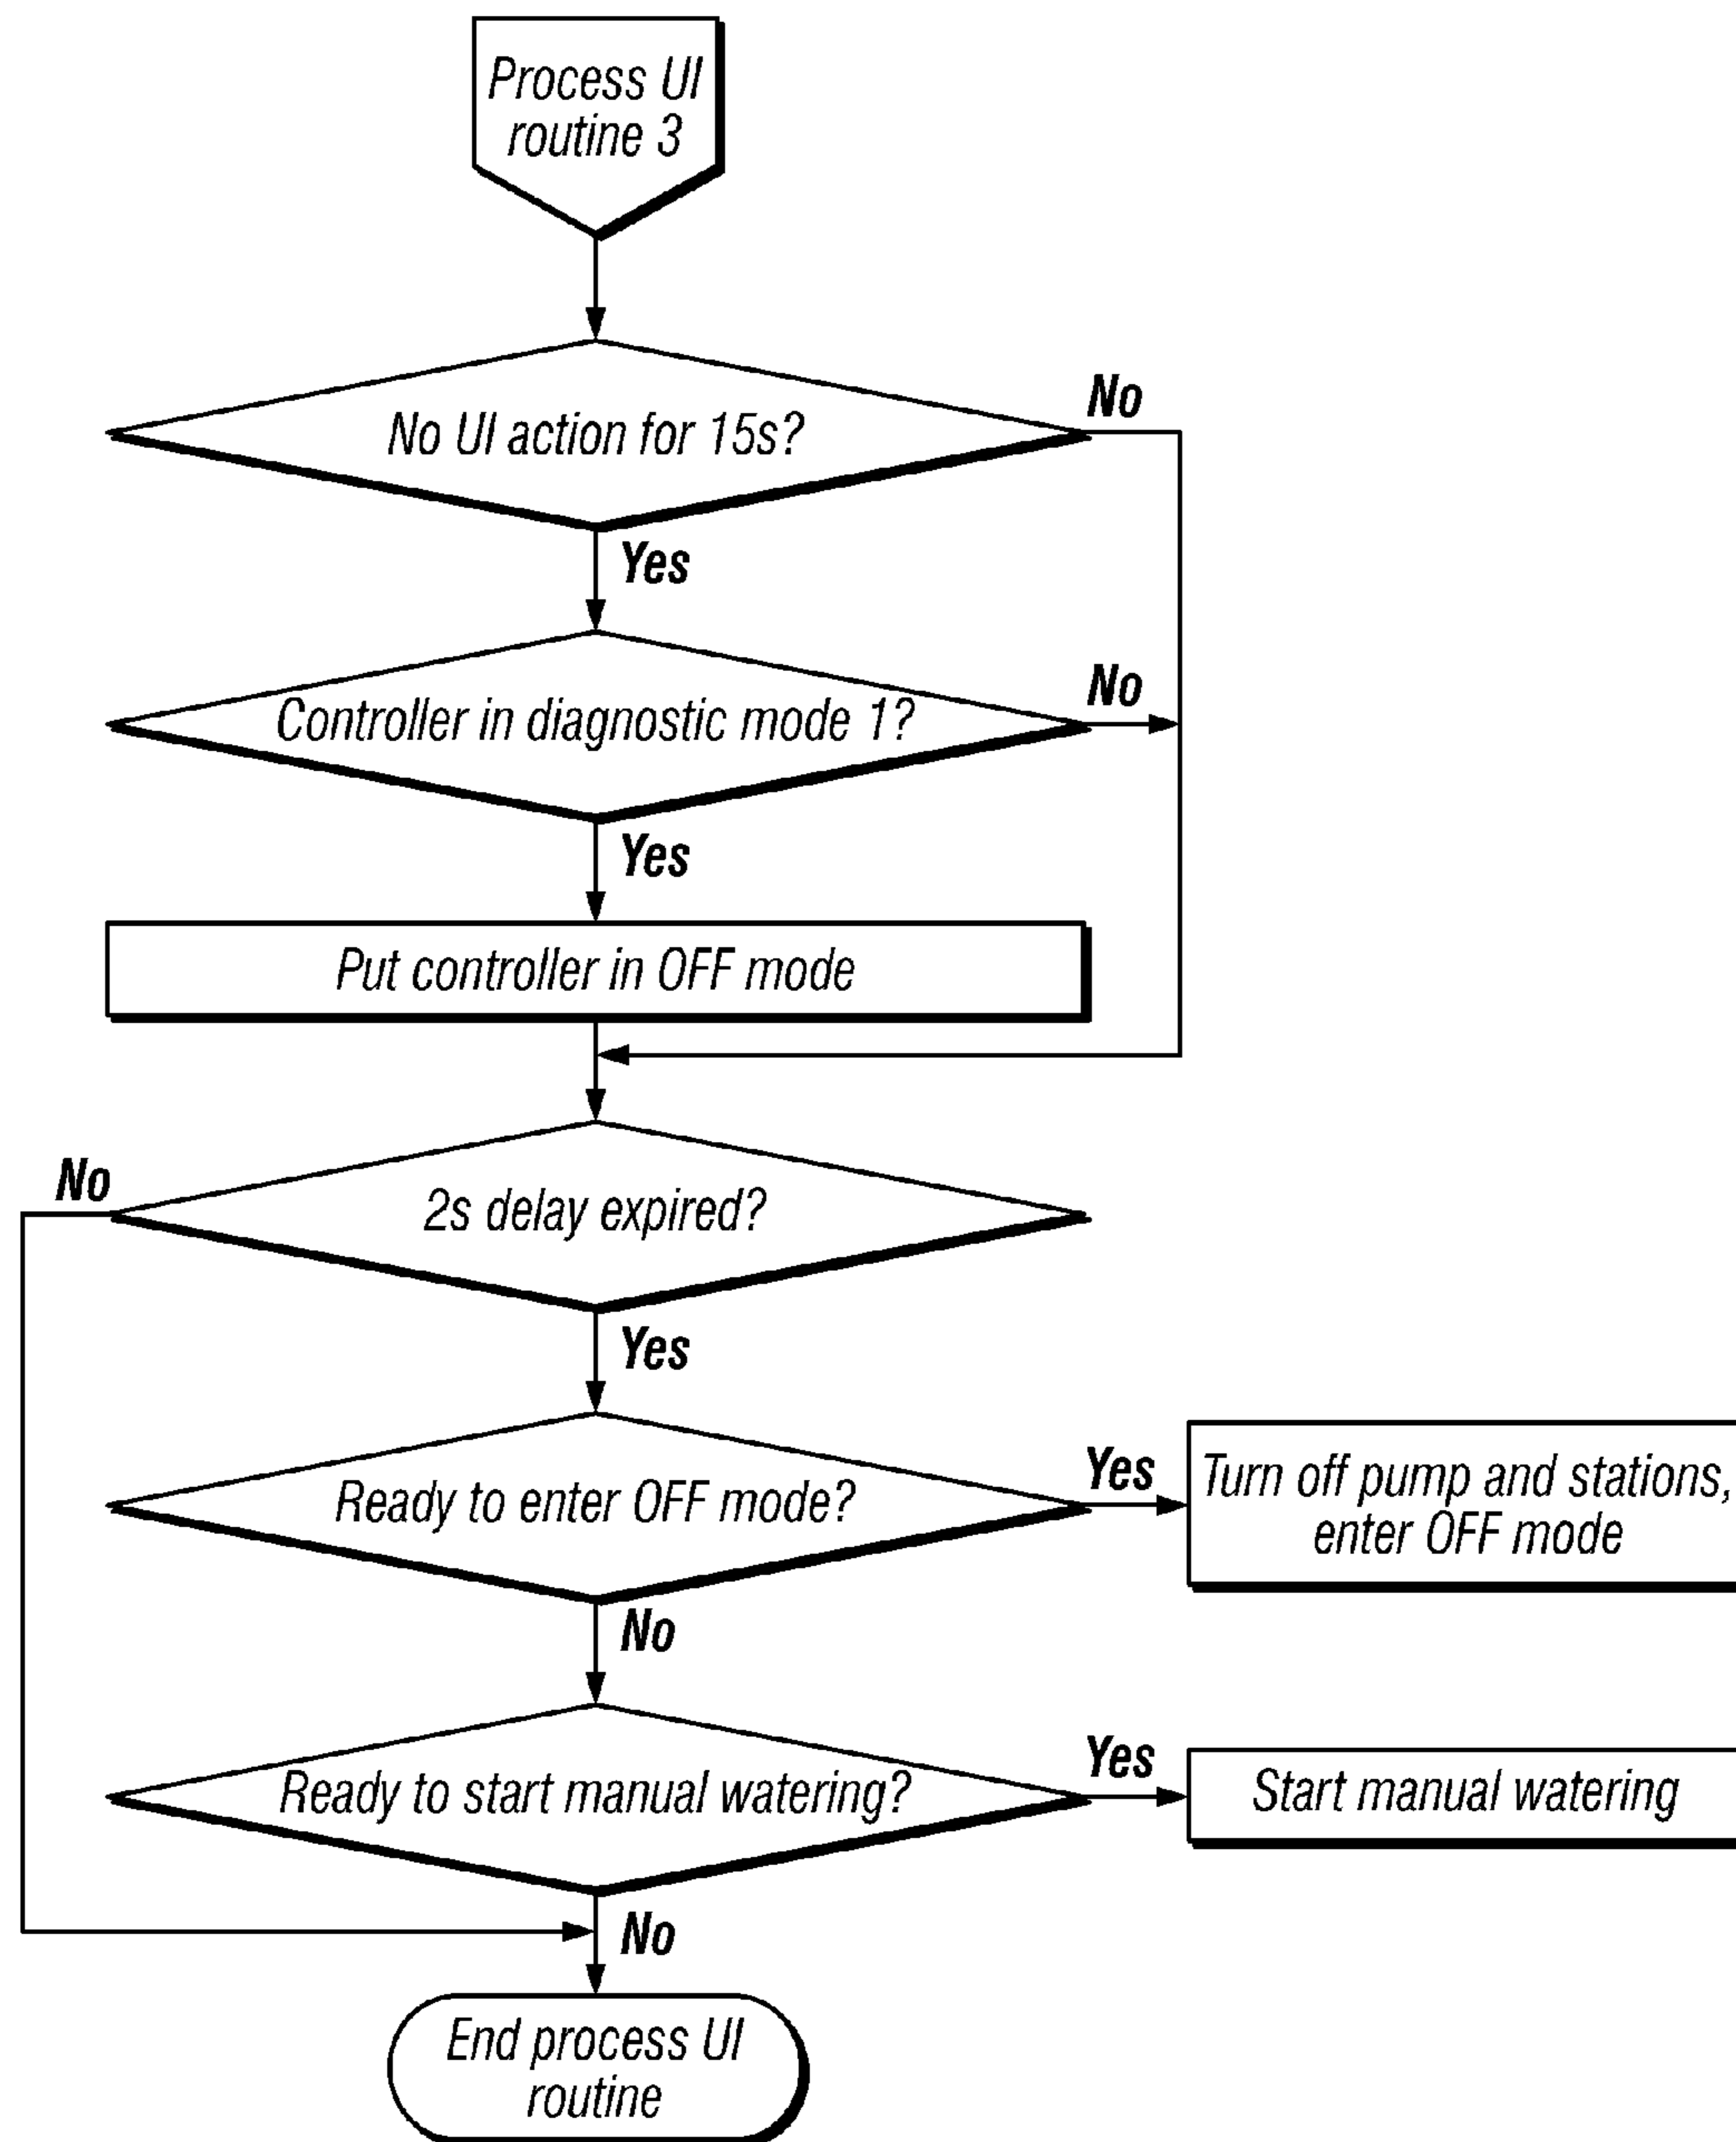 Process UI
routine 3
No UI action for 15s?
No
Yes
Controller in diagnostic mode 1?
No
Yes
Put controller in OFF mode
2s delay expired?
No
Yes
Ready to enter OFF mode?
Yes
Turn off pump and stations,
enter OFF mode
No
Ready to start manual watering?
Yes
Start manual watering
No
End process UI
routine